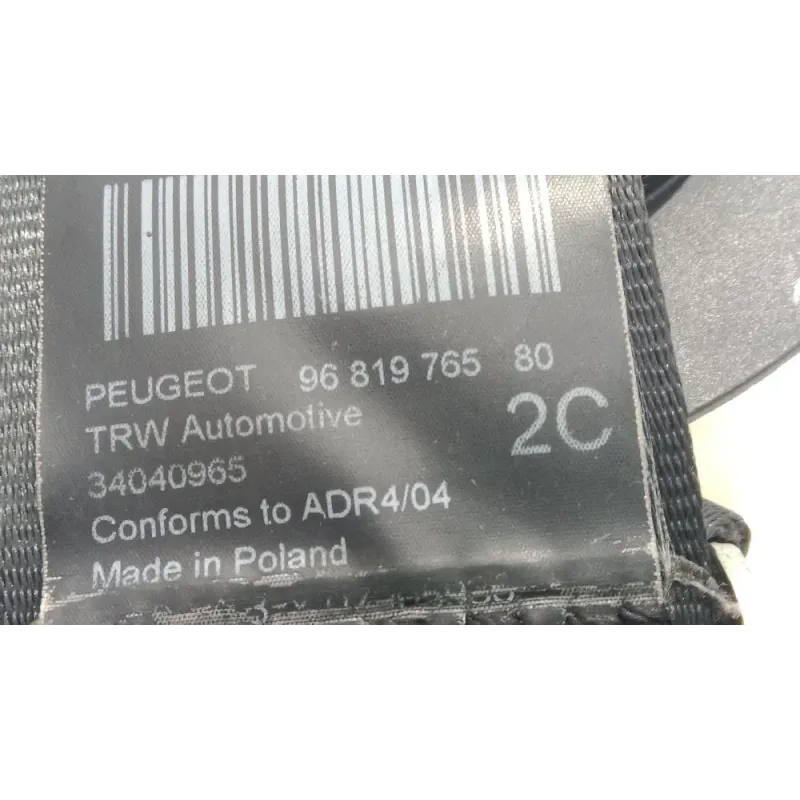 PEUGEOT 96 819 765 80
TRW Automotive 2C
34040965
Conforms to ADR4/04
Made in Poland